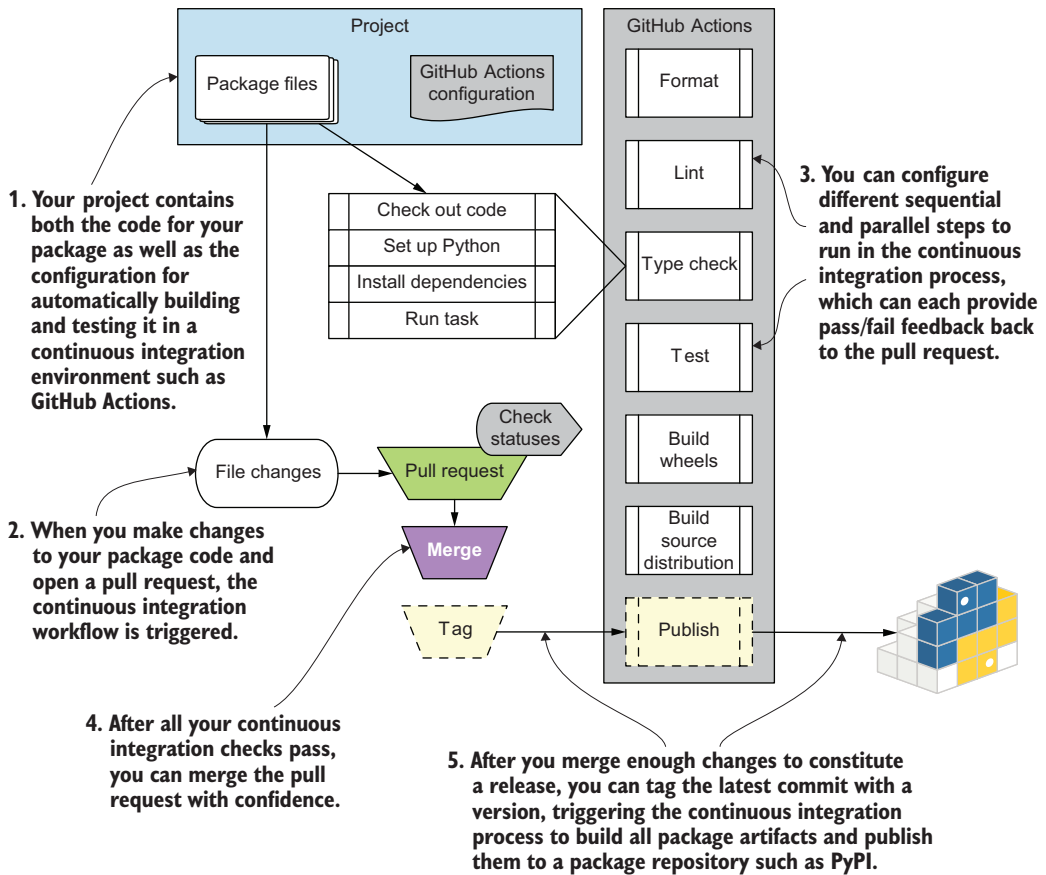 Project
Package files
GitHub Actions
configuration
GitHub Actions
Format
Lint
Type check
Test
Build
wheels
Build
source
distribution
Publish
Check out code
Set up Python
Install dependencies
Run task
1. Your project contains
both the code for your
package as well as the
configuration for
automatically building
and testing it in a
continuous integration
environment such as
GitHub Actions.
3. You can configure
different sequential
and parallel steps to
run in the continuous
integration process,
which can each provide
pass/fail feedback back
to the pull request.
File changes
Pull request
Check
statuses
Merge
Tag
2. When you make changes
to your package code and
open a pull request, the
continuous integration
workflow is triggered.
4. After all your continuous
integration checks pass,
you can merge the pull
request with confidence.
5. After you merge enough changes to constitute
a release, you can tag the latest commit with a
version, triggering the continuous integration
process to build all package artifacts and publish
them to a package repository such as PyPI.